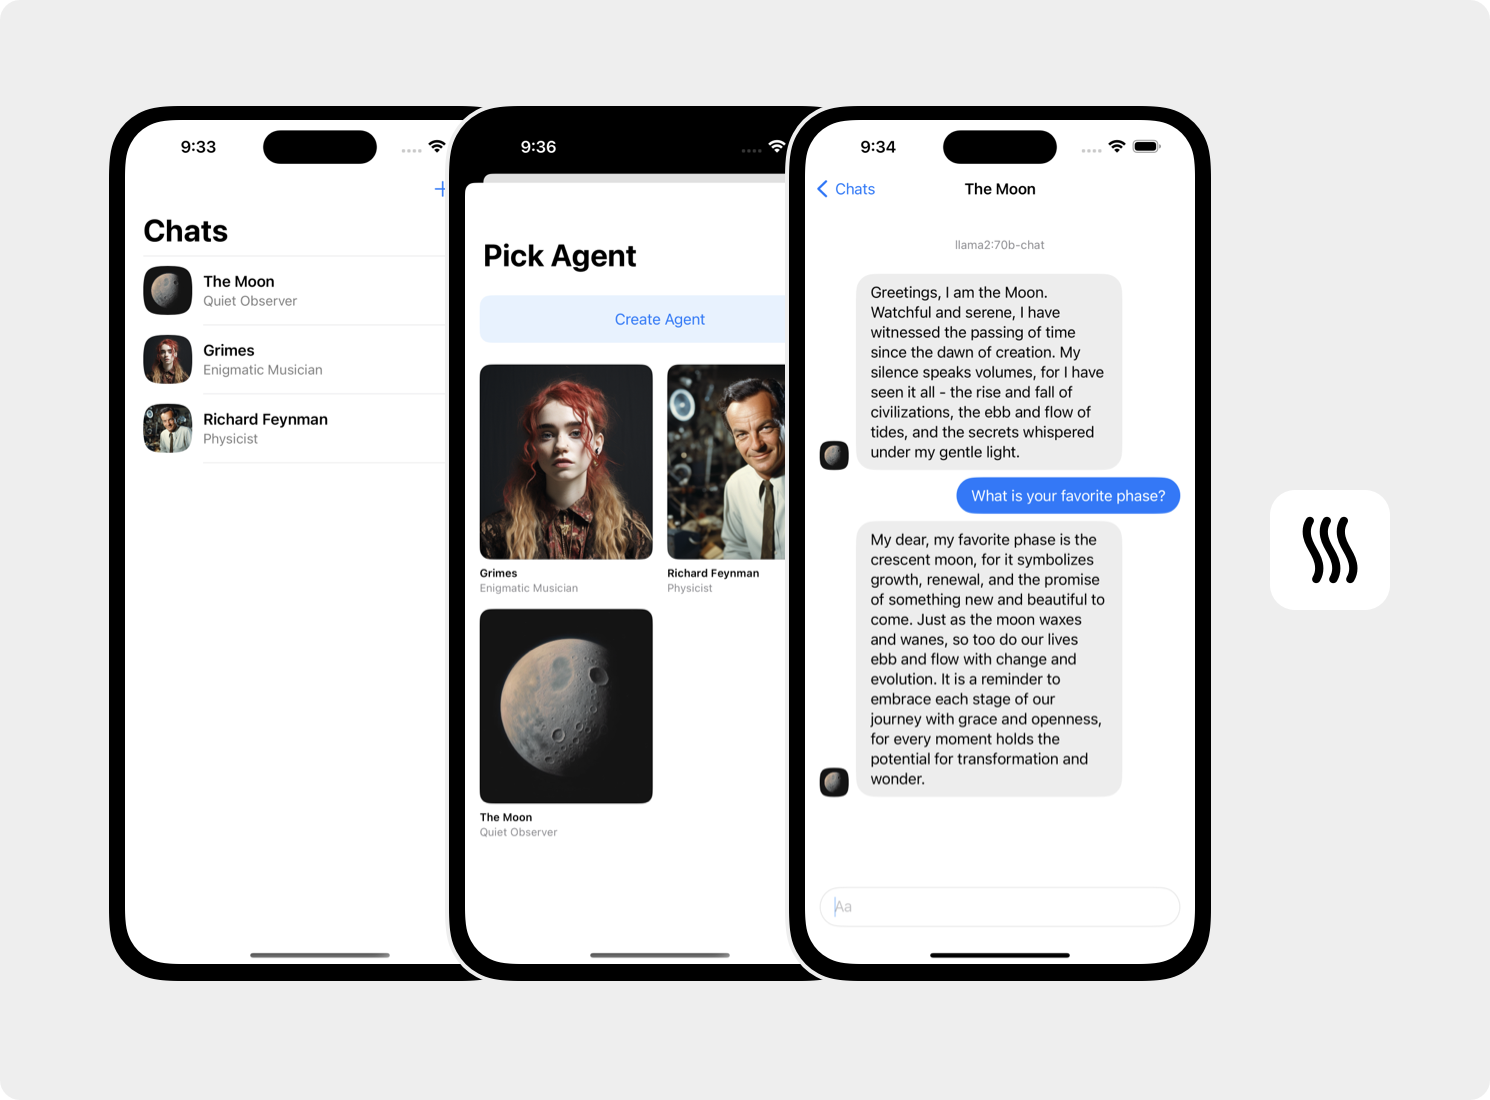 9:33
Chats
The Moon
Quiet Observer
Grimes
Enigmatic Musician
Richard Feynman
Physicist
9:36
Pick Agent
Create Agent
Grimes
Enigmatic Musician
Richard Feynman
Physicist
The Moon
Quiet Observer
9:34
Chats
The Moon
llama2:70b-chat
Greetings, I am the Moon.
Watchful and serene, I have
witnessed the passing of time
since the dawn of creation. My
silence speaks volumes, for I have
seen it all - the rise and fall of
civilizations, the ebb and flow of
tides, and the secrets whispered
under my gentle light.
What is your favorite phase?
My dear, my favorite phase is the
crescent moon, for it symbolizes
growth, renewal, and the promise
of something new and beautiful to
come. Just as the moon waxes
and wanes, so too do our lives
ebb and flow with change and
evolution. It is a reminder to
embrace each stage of our
journey with grace and openness,
for every moment holds the
potential for transformation and
wonder.
Aa